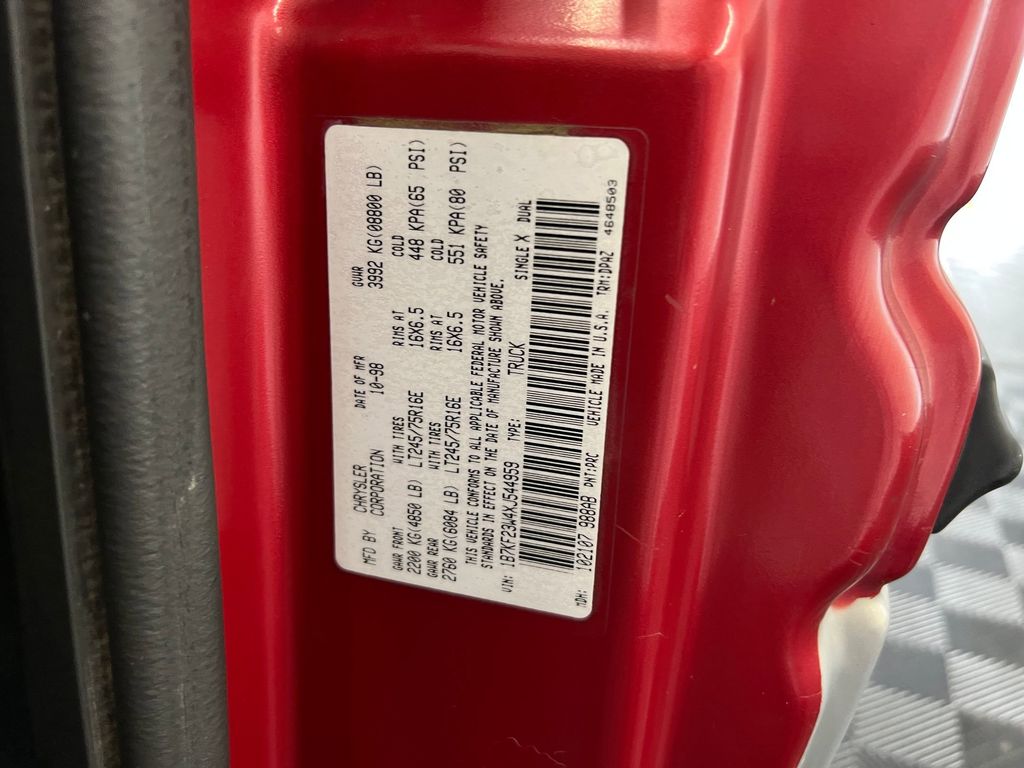 MFD BY CHRYSLER CORPORATION DATE OF MFR 10-98 GVWR 3992 KG(08800 LB)
GAWR FRONT WITH TIRES RIMS AT COLD
2200 KG(4850 LB) LT245/75R16E 16X6.5 448 KPA(65 PSI)
GAWR REAR WITH TIRES RIMS AT COLD
2760 KG(6084 LB) LT245/75R16E 16X6.5 551 KPA(80 PSI)
THIS VEHICLE CONFORMS TO ALL APPLICABLE FEDERAL MOTOR VEHICLE SAFETY
STANDARDS IN EFFECT ON THE DATE OF MANUFACTURE SHOWN ABOVE.
VIN: 1B7KF23W4XJ544959 TYPE: TRUCK SINGLE X DUAL
MDH: 102107 988AB PNT:PRC VEHICLE MADE IN U.S.A. TRM:DPAZ 4648503